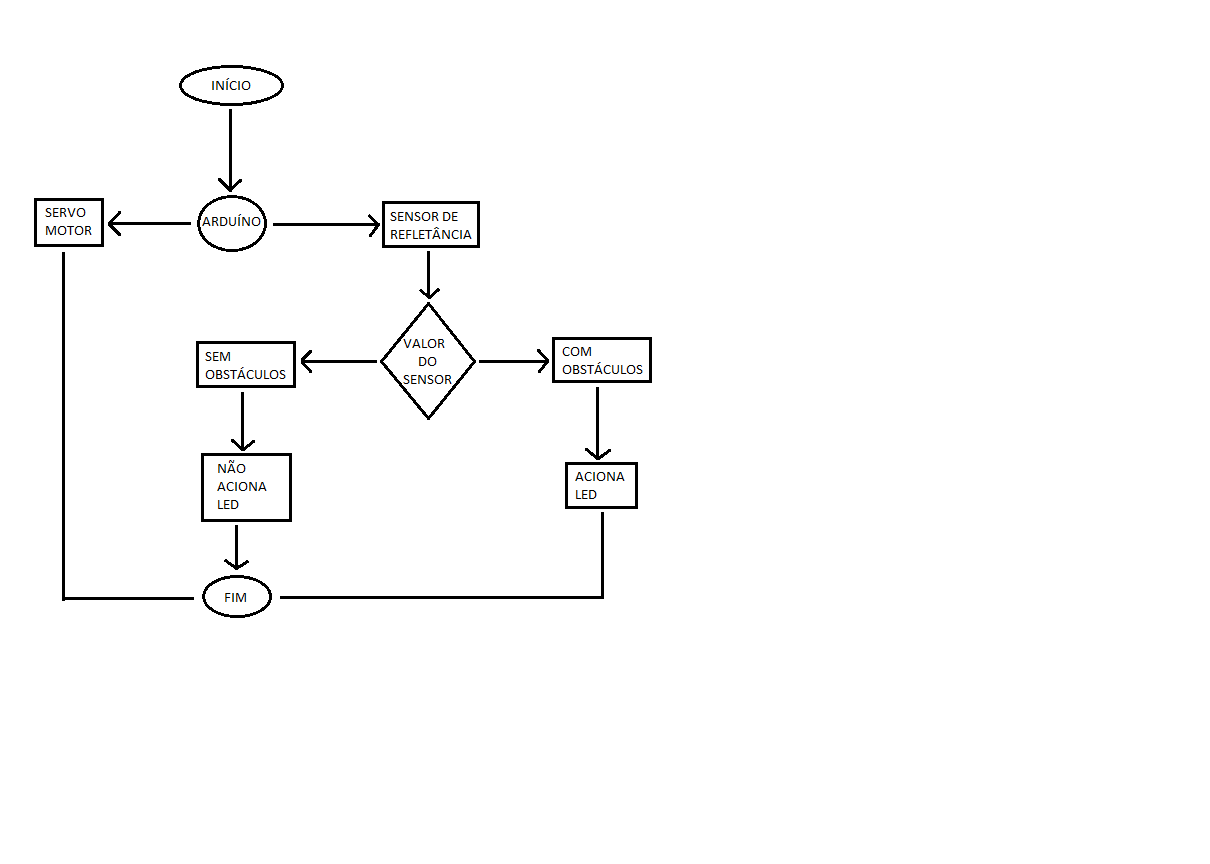 INÍCIO
SERVO
MOTOR
ARDUÍNO
SENSOR DE
REFLETÂNCIA
VALOR
DO
SENSOR
SEM
OBSTÁCULOS
COM
OBSTÁCULOS
NÃO
ACIONA
LED
ACIONA
LED
FIM